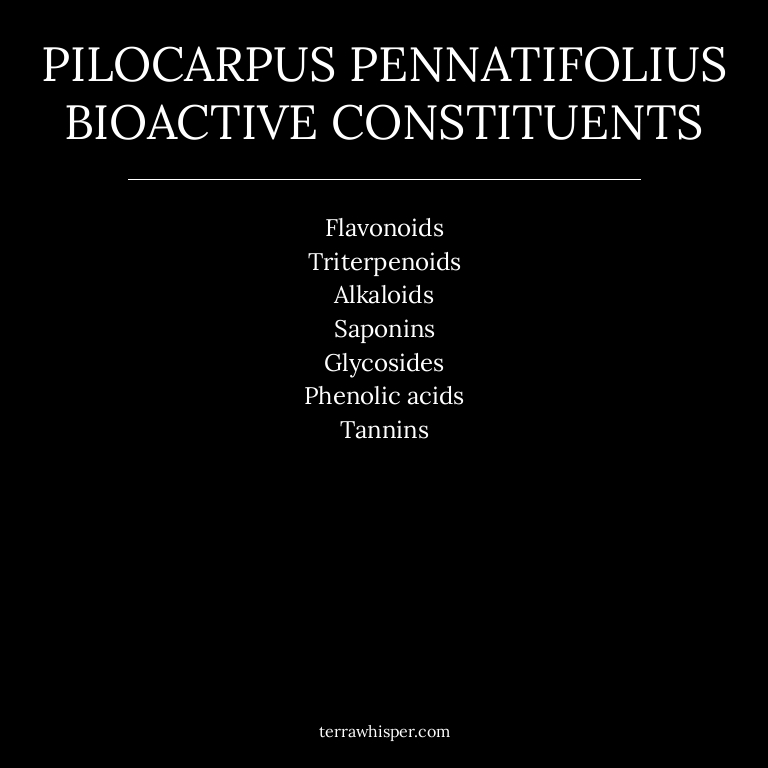 PILOCARPUS PENNATIFOLIUS
BIOACTIVE CONSTITUENTS
Flavonoids
Triterpenoids
Alkaloids
Saponins
Glycosides
Phenolic acids
Tannins
terrawhisper.com